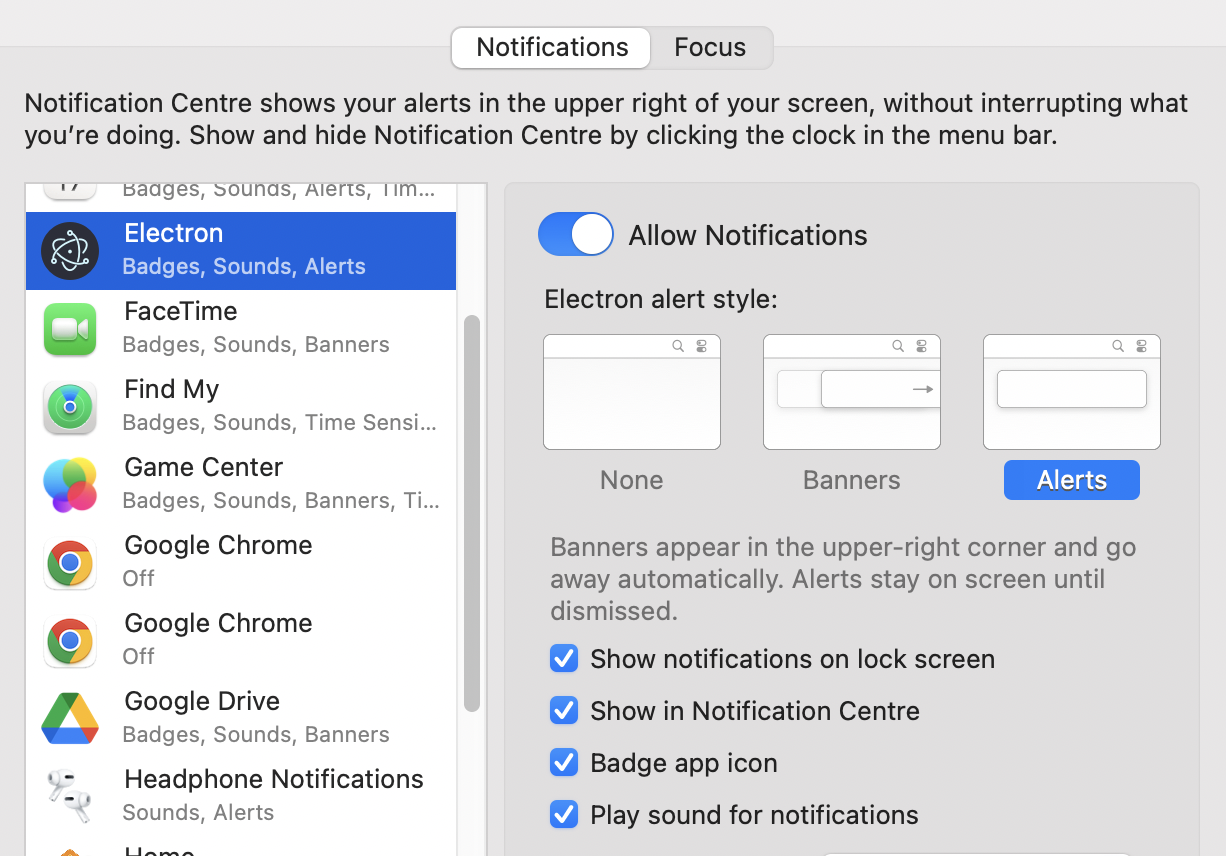 Notifications
Focus
Notification Centre shows your alerts in the upper right of your screen, without interrupting what
you’re doing. Show and hide Notification Centre by clicking the clock in the menu bar.
17
Badges, Sounds, Alerts, Tim...
Electron
Badges, Sounds, Alerts
FaceTime
Badges, Sounds, Banners
Find My
Badges, Sounds, Time Sensi...
Game Center
Badges, Sounds, Banners, Ti...
Google Chrome
Off
Google Chrome
Off
Google Drive
Badges, Sounds, Banners
Headphone Notifications
Sounds, Alerts
Home
Allow Notifications
Electron alert style:
None
Banners
Alerts
Banners appear in the upper-right corner and go
away automatically. Alerts stay on screen until
dismissed.
Show notifications on lock screen
Show in Notification Centre
Badge app icon
Play sound for notifications